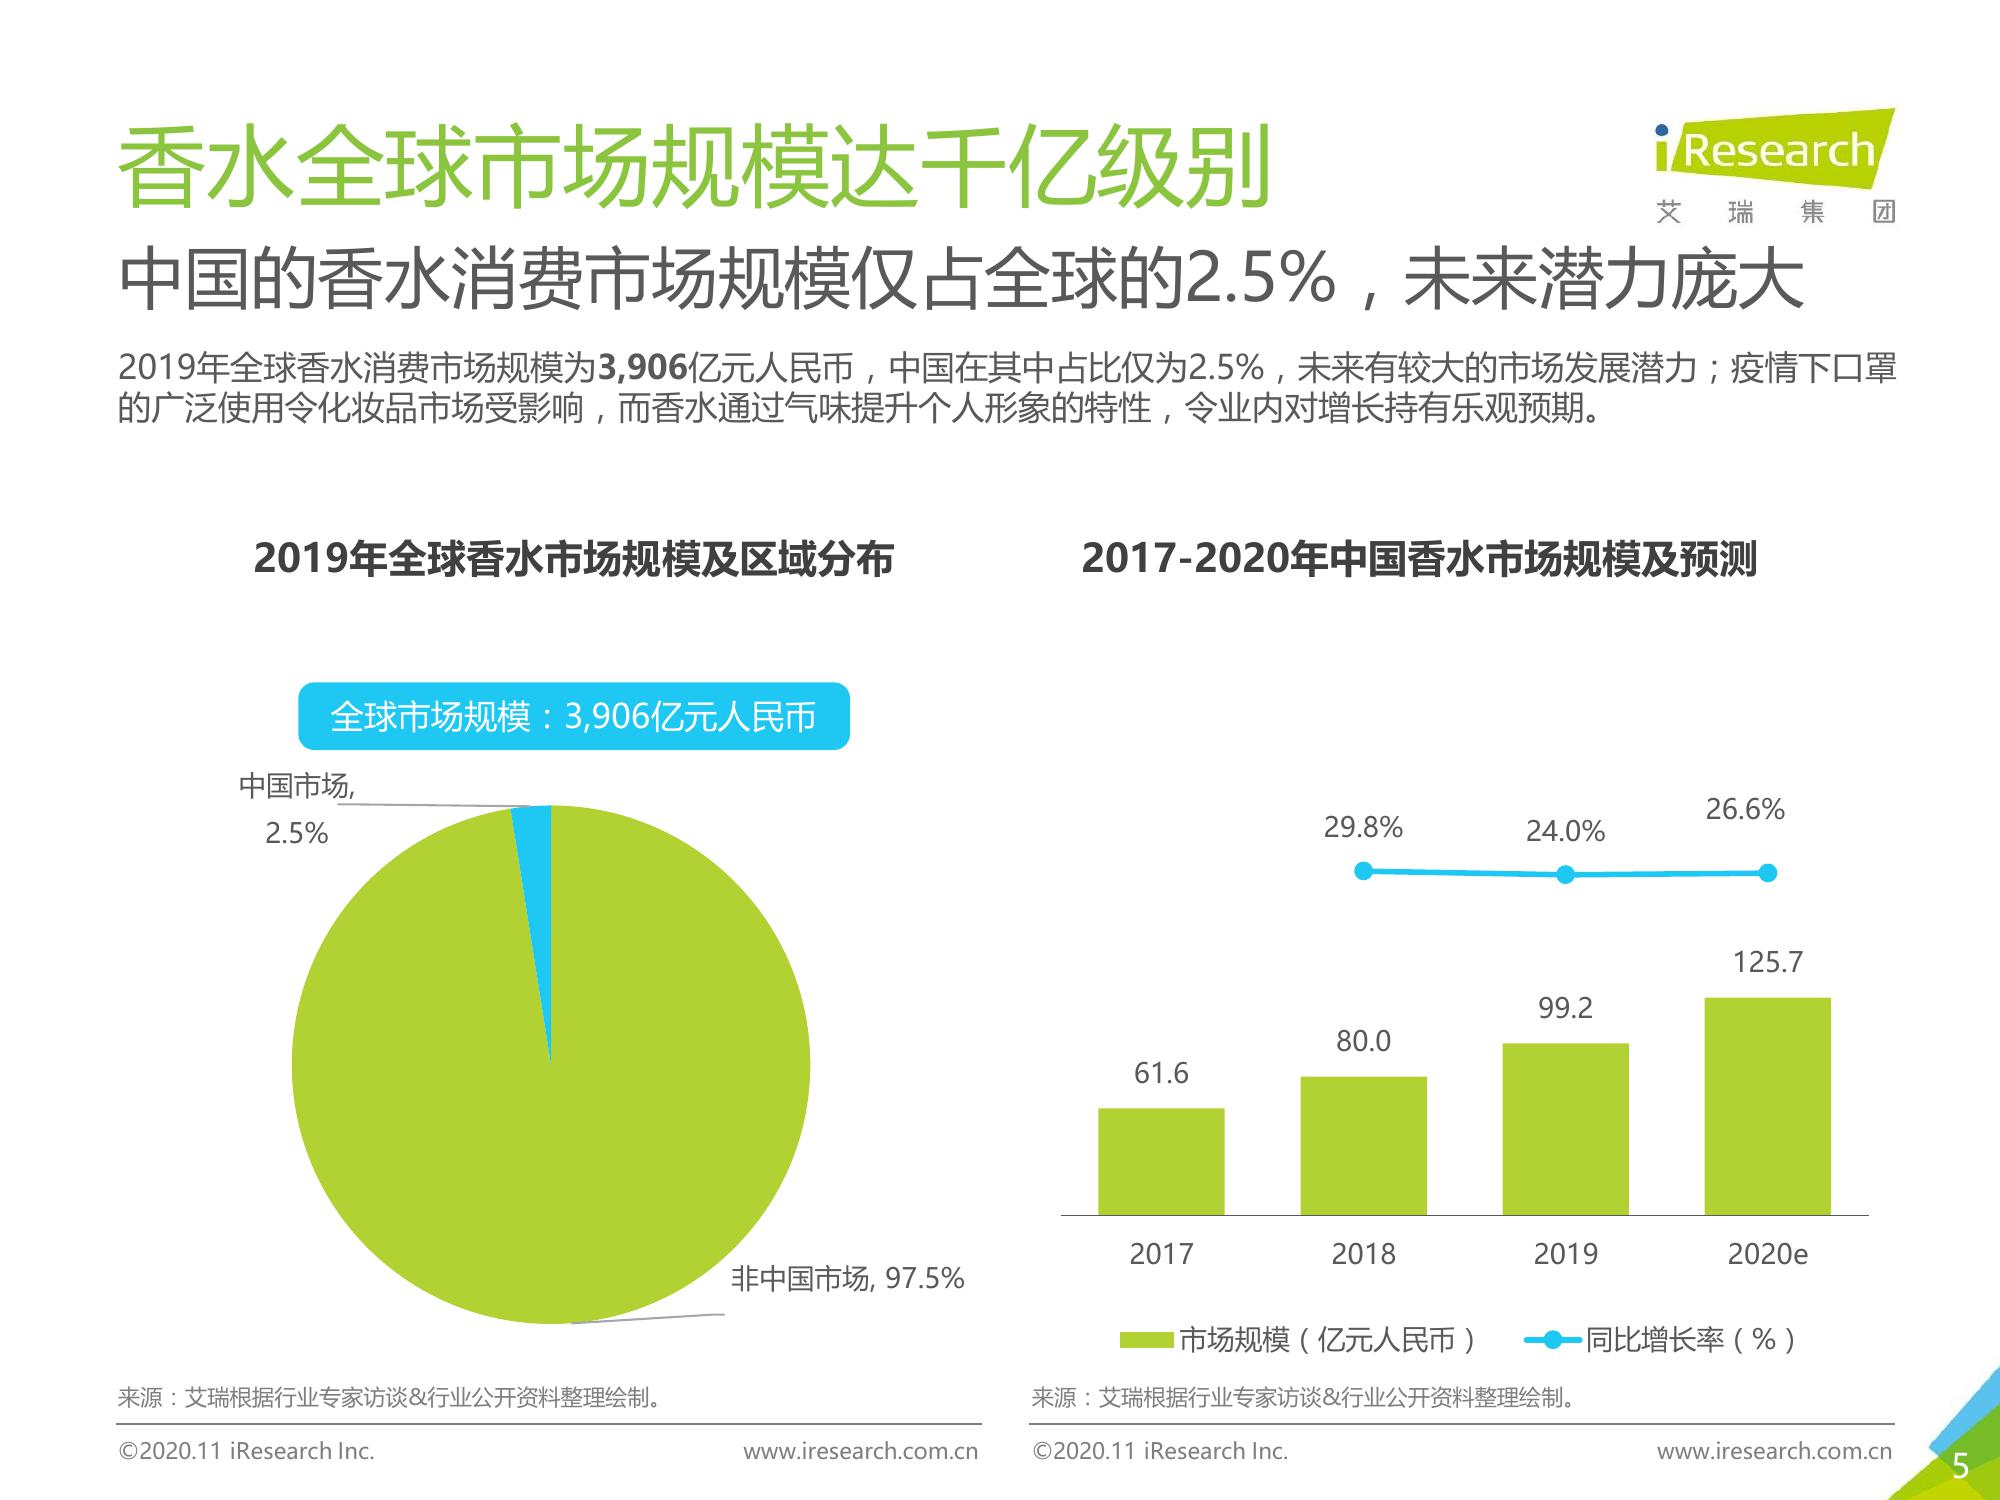 香水全球市场规模达千亿级别
iResearch
艾瑞集团
中国的香水消费市场规模仅占全球的2.5%，未来潜力庞大
2019年全球香水消费市场规模为3,906亿元人民币，中国在其中占比仅为2.5%，未来有较大的市场发展潜力；疫情下口罩
的广泛使用令化妆品市场受影响，而香水通过气味提升个人形象的特性，令业内对增长持有乐观预期。
2019年全球香水市场规模及区域分布
全球市场规模：3,906亿元人民币
中国市场,
2.5%
非中国市场, 97.5%
来源：艾瑞根据行业专家访谈&行业公开资料整理绘制。
©2020.11 iResearch Inc.
www.iresearch.com.cn
2017-2020年中国香水市场规模及预测
29.8%
24.0%
26.6%
61.6
80.0
99.2
125.7
2017
2018
2019
2020e
市场规模（亿元人民币）
同比增长率（%）
来源：艾瑞根据行业专家访谈&行业公开资料整理绘制。
©2020.11 iResearch Inc.
www.iresearch.com.cn
5